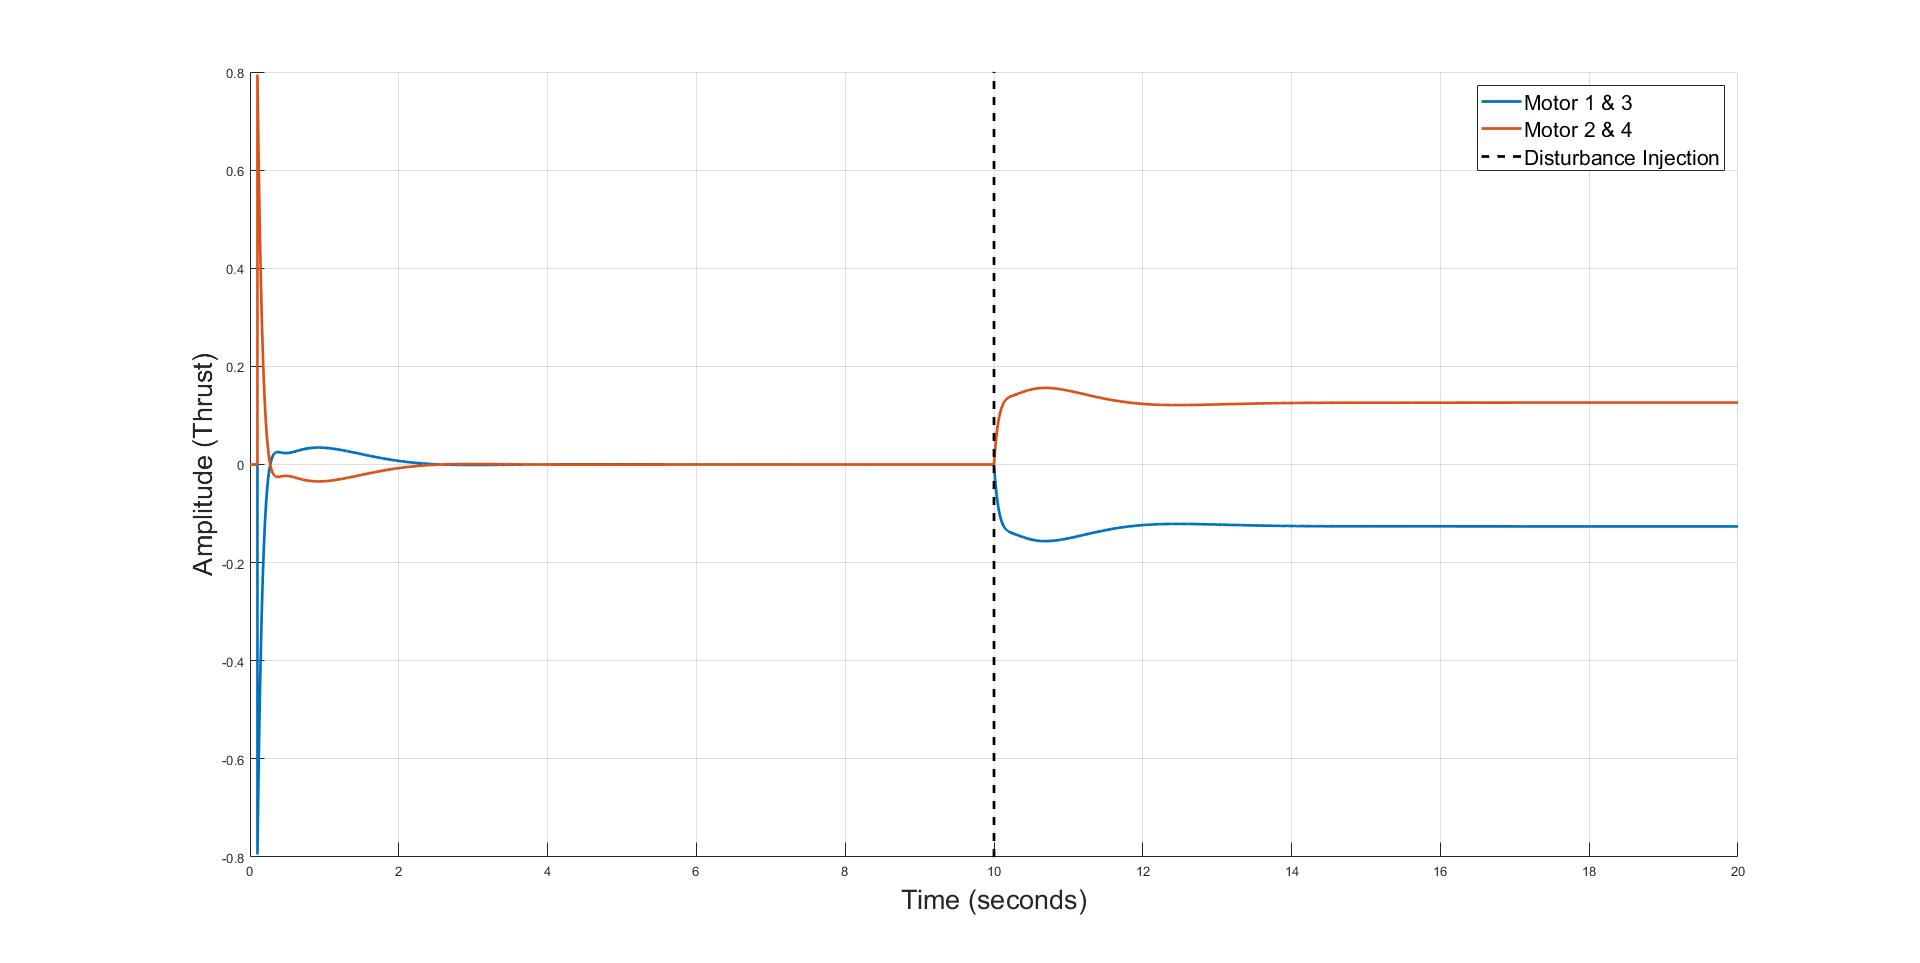 0.8
0.6
0.4
0.2
0
-0.2
-0.4
-0.6
-0.8
Amplitude (Thrust)
0 2 4 6 8 10 12 14 16 18 20
Time (seconds)
Motor 1 & 3
Motor 2 & 4
Disturbance Injection